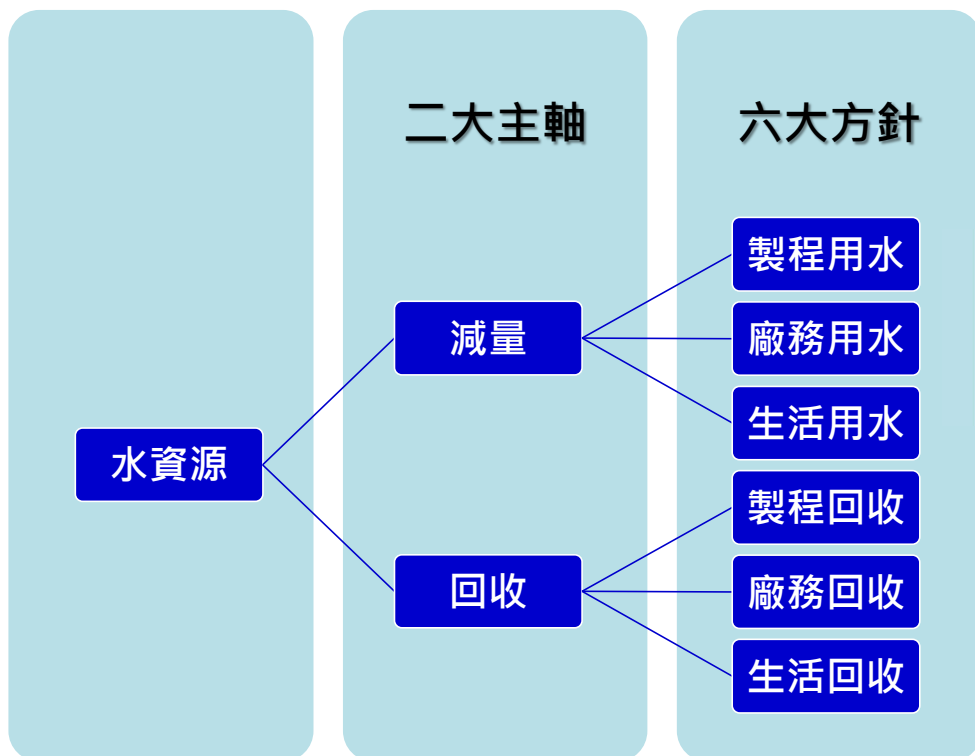 二大主軸
六大方針
水資源
減量
製程用水
廠務用水
生活用水
回收
製程回收
廠務回收
生活回收